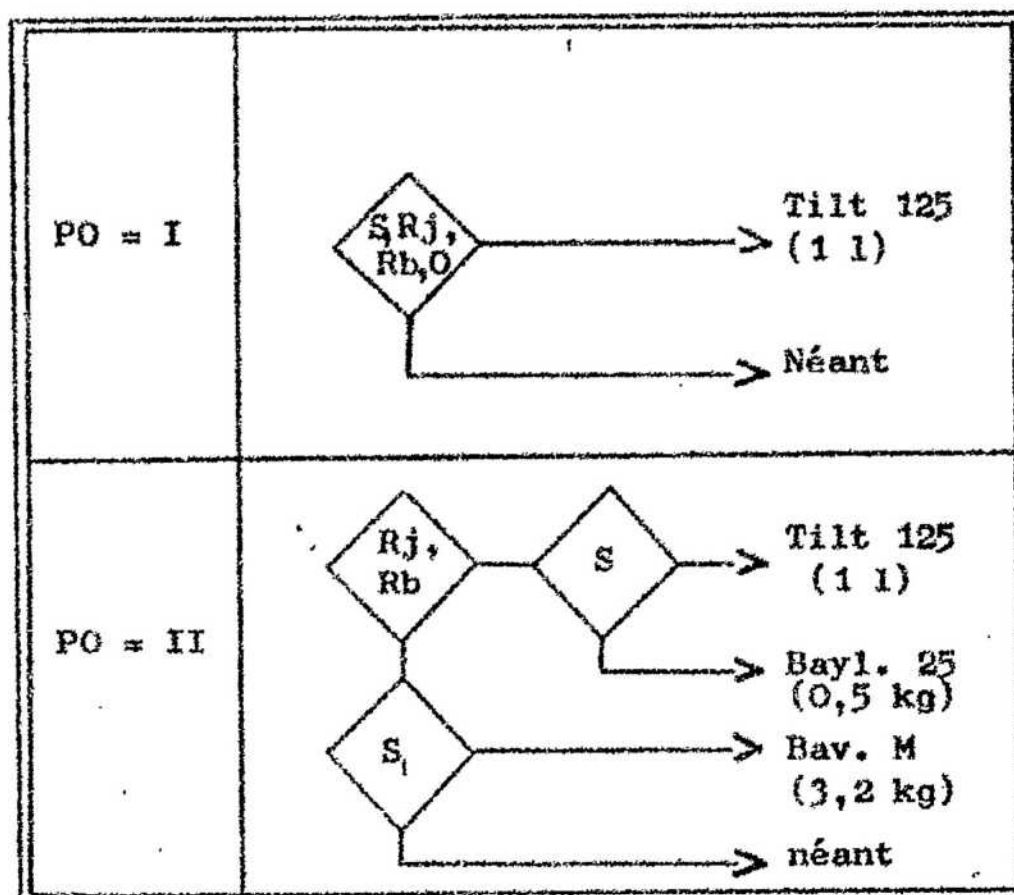 PO = I
S,Rj,
Rb,O
Tilt 125
(1 l)
Néant
PO = II
Rj,
Rb
S
Tilt 125
(1 l)
Bayl. 25
(0,5 kg)
S
Bav. M
(3,2 kg)
néant